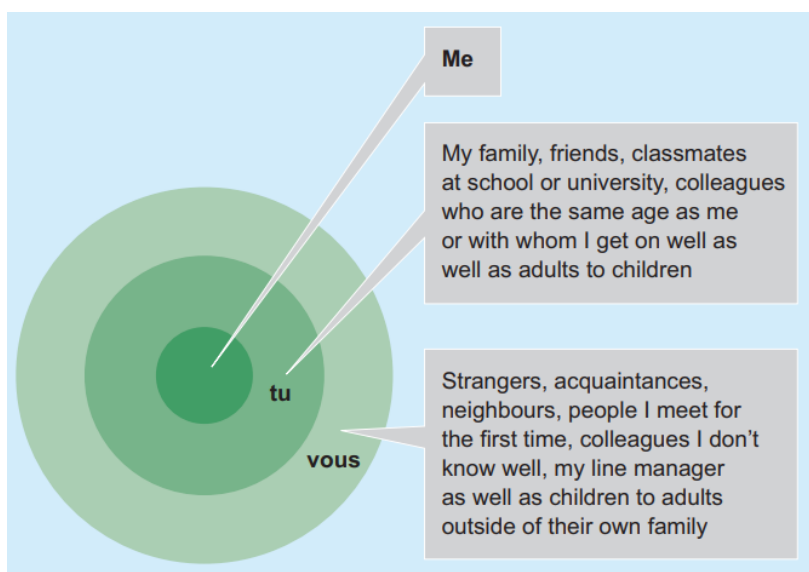 Me
My family, friends, classmates
at school or university, colleagues
who are the same age as me
or with whom I get on well as
well as adults to children
tu
vous
Strangers, acquaintances,
neighbours, people I meet for
the first time, colleagues I don’t
know well, my line manager
as well as children to adults
outside of their own family